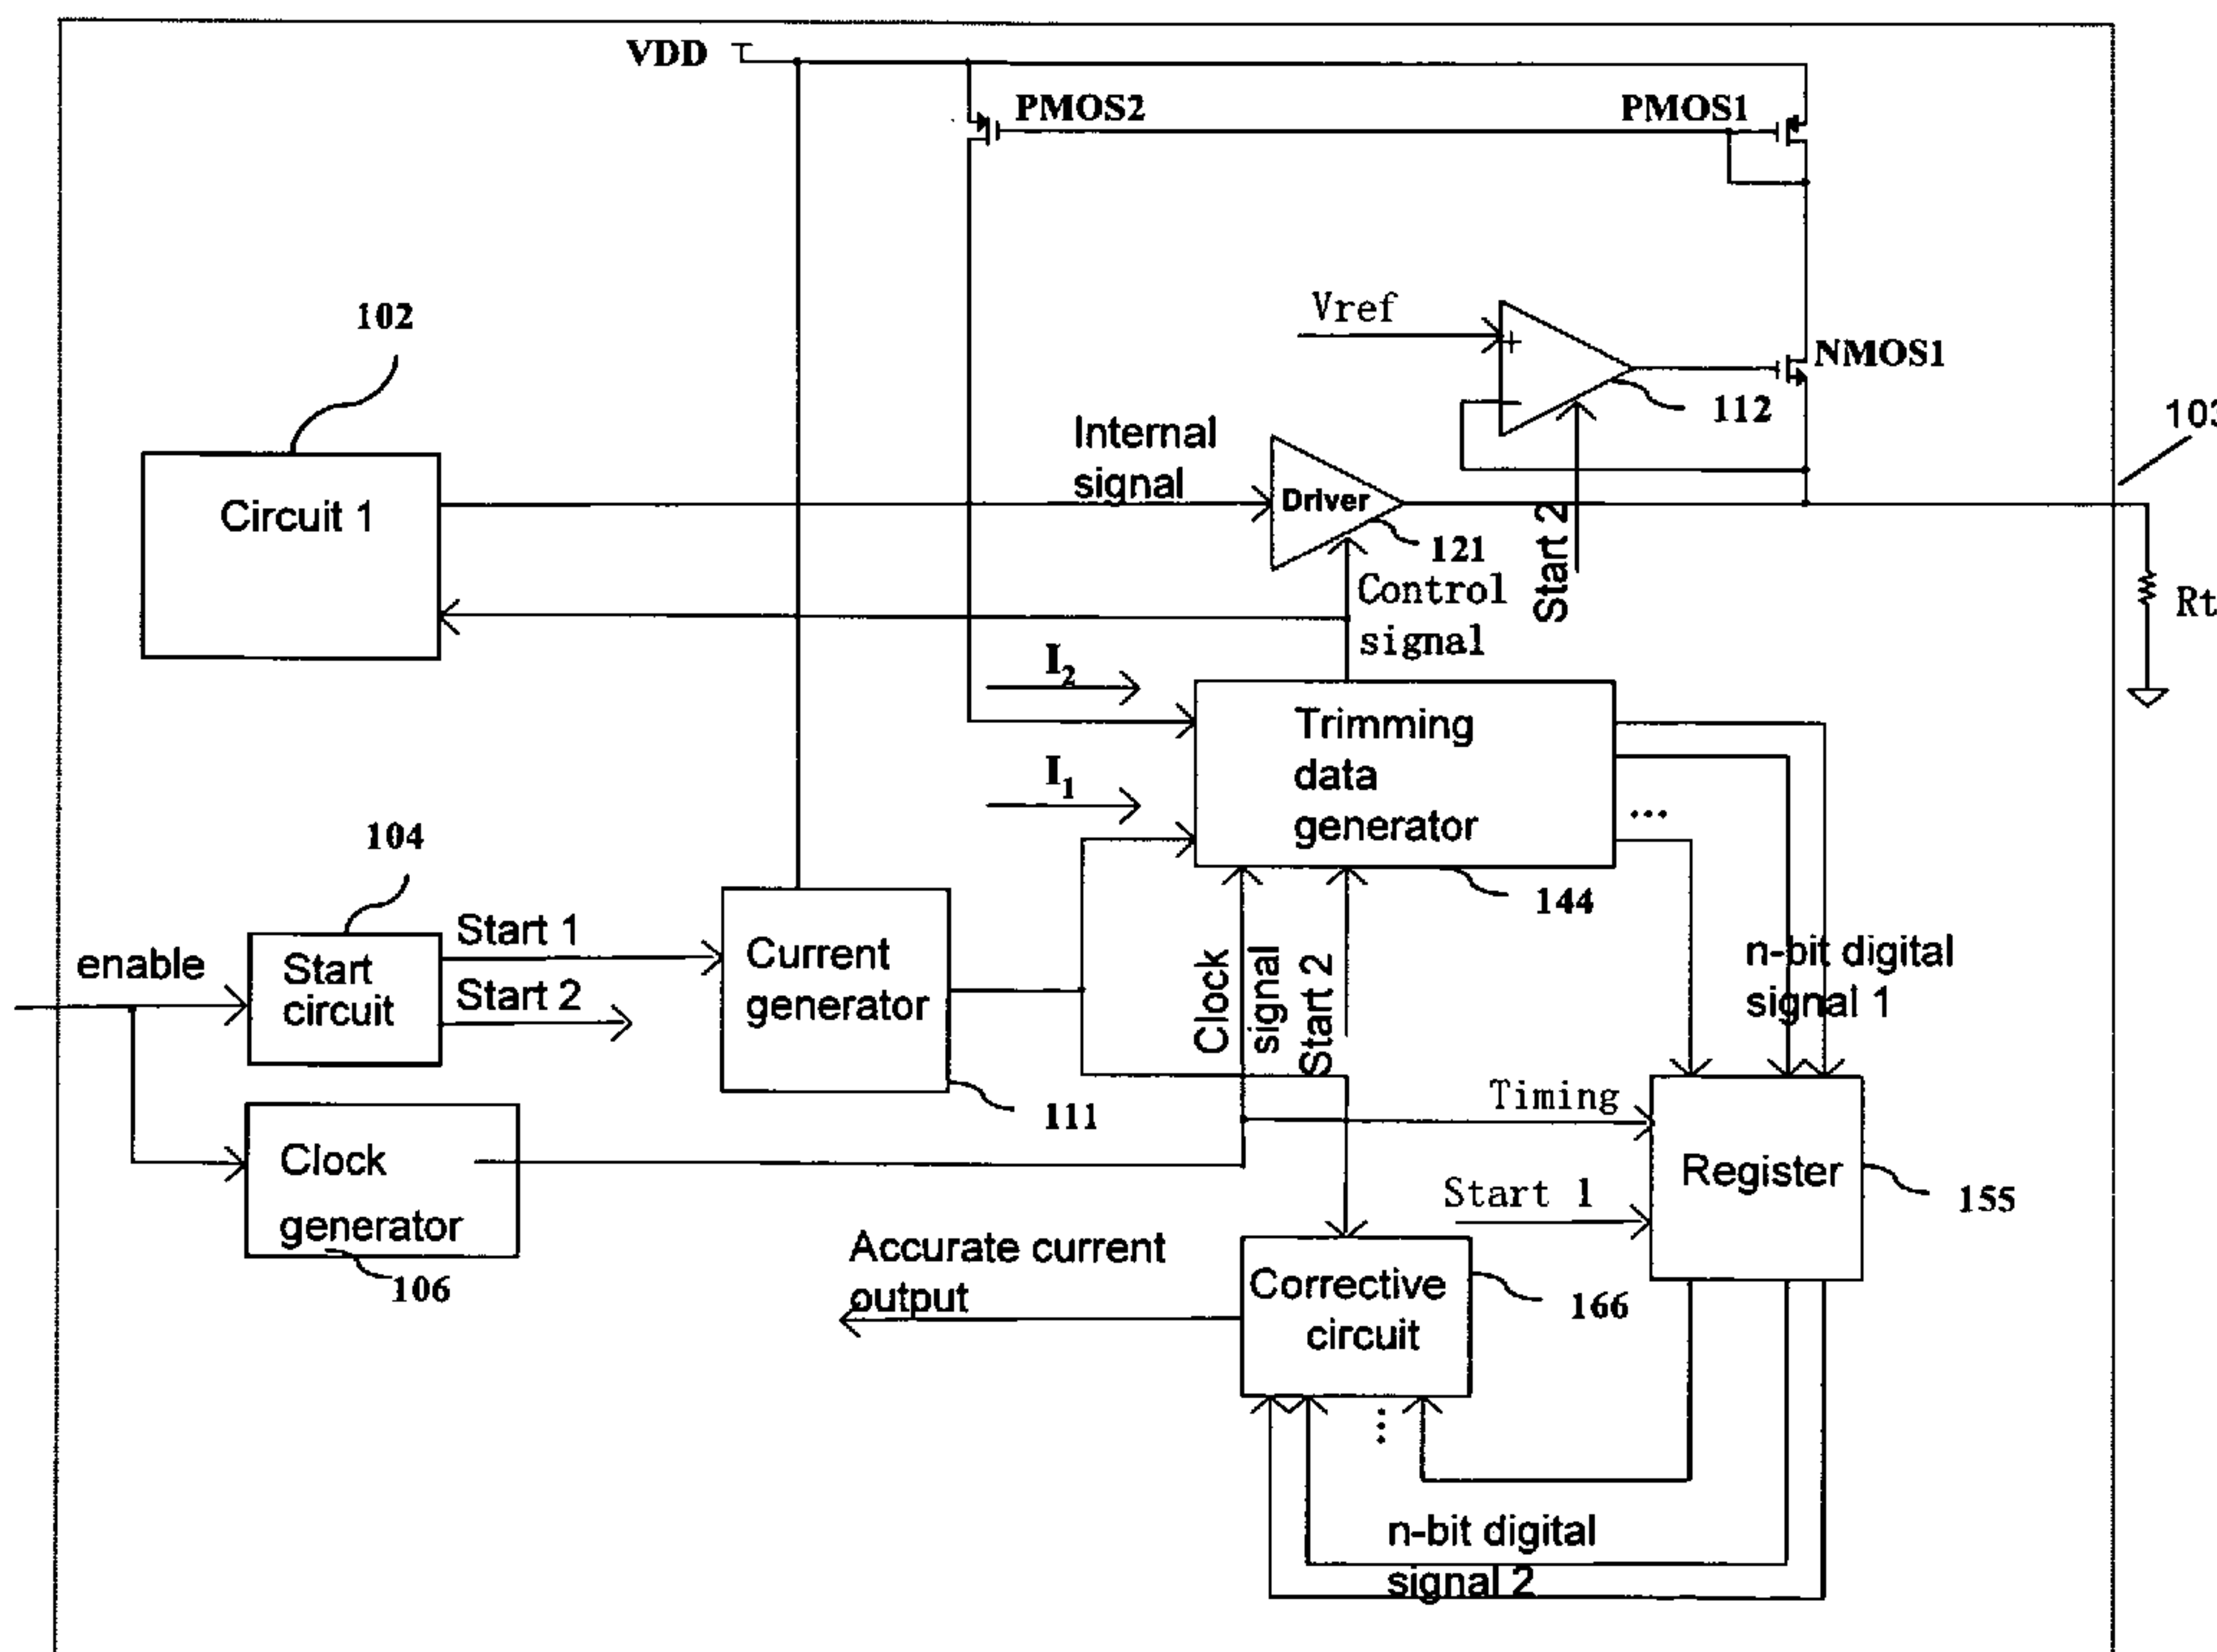 VDD
PMOS2
PMOS1
102
Vref
+
NMOS1
112
103
Internal
signal
Circuit 1
Driver
121
Start 2
Control
signal
Rt
I2
I1
Trimming
data
generator
...
144
104
enable
Start
circuit
Start 1
Start 2
Current
generator
111
Clock
signal
Start 2
n-bit digital
signal 1
Timing
Clock
generator
106
Start 1
Register
155
Accurate current
output
Corrective
circuit
166
...
n-bit digital
signal 2